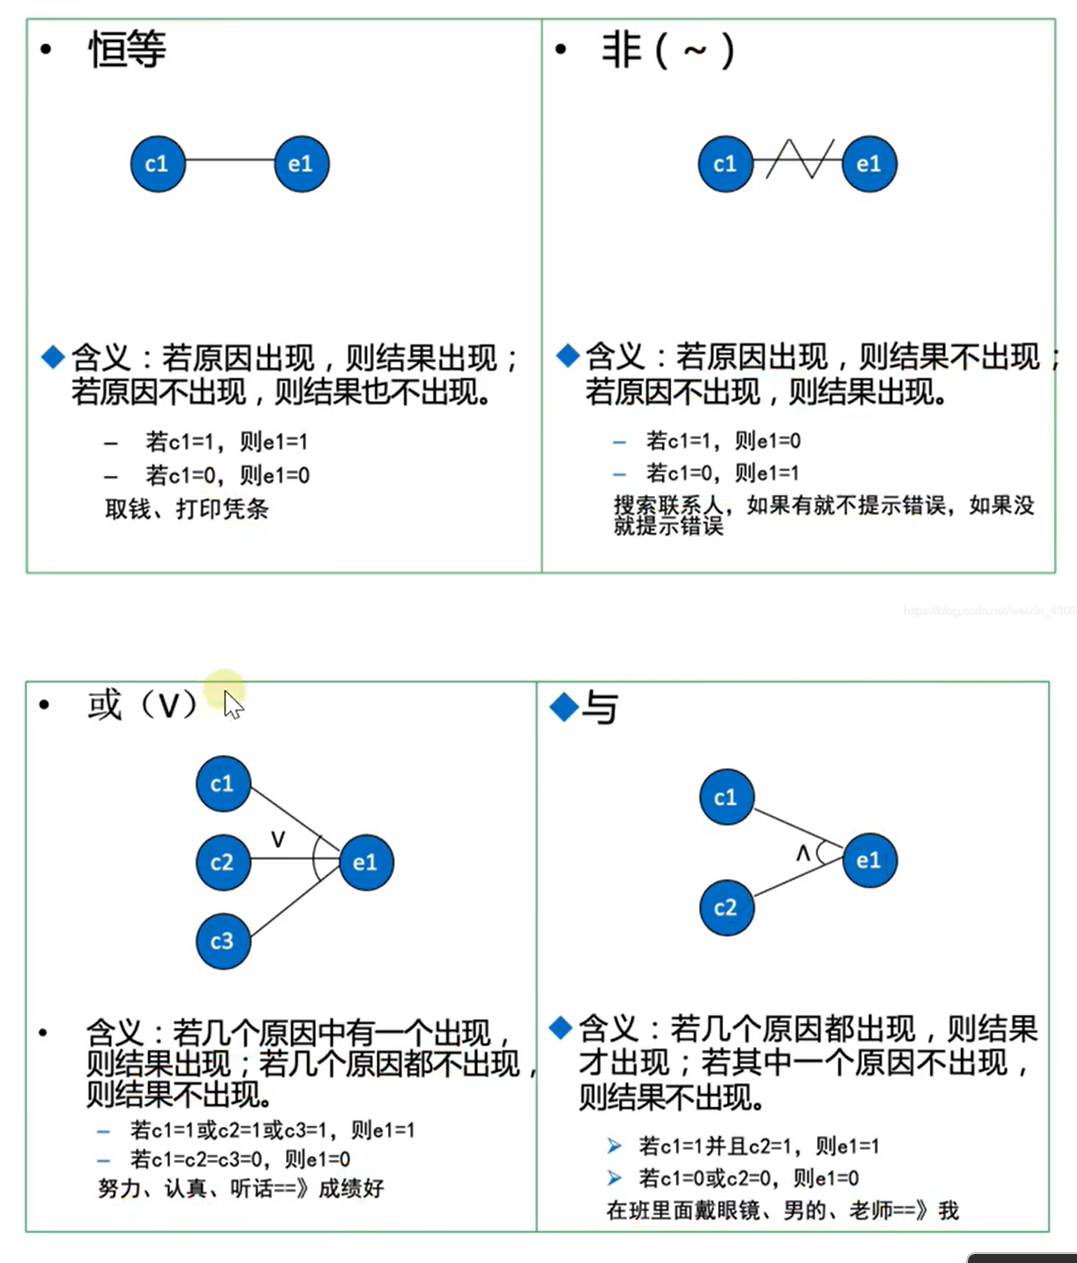 • 恒等
c1
e1
◆ 含义：若原因出现，则结果出现；
若原因不出现，则结果也不出现。
– 若c1=1，则e1=1
– 若c1=0，则e1=0
取钱、打印凭条
• 非（~）
c1
e1
◆ 含义：若原因出现，则结果不出现；
若原因不出现，则结果出现。
– 若c1=1，则e1=0
– 若c1=0，则e1=1
搜索联系人，如果有就不提示错误，如果没
就提示错误
• 或（V）
c1
V
c2
e1
c3
• 含义：若几个原因中有一个出现，
则结果出现；若几个原因都不出现，
则结果不出现。
– 若c1=1或c2=1或c3=1，则e1=1
– 若c1=c2=c3=0，则e1=0
努力、认真、听话==》成绩好
◆与
c1
∧
e1
c2
◆ 含义：若几个原因都出现，则结果
才出现；若其中一个原因不出现，
则结果不出现。
➢ 若c1=1并且c2=1，则e1=1
➢ 若c1=0或c2=0，则e1=0
在班里面戴眼镜、男的、老师==》我